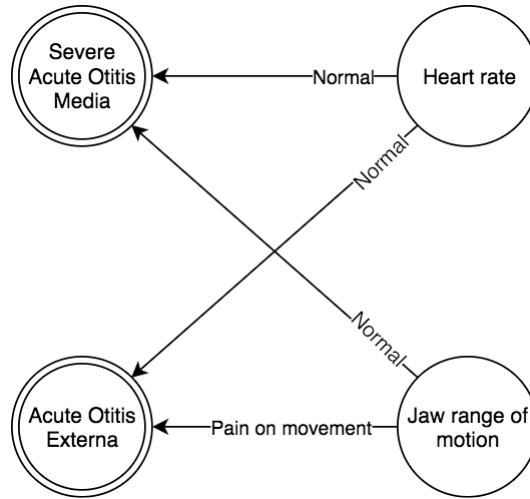 Severe
Acute Otitis
Media
Normal
Heart rate
Normal
Normal
Acute Otitis
Externa
Pain on movement
Jaw range of
motion